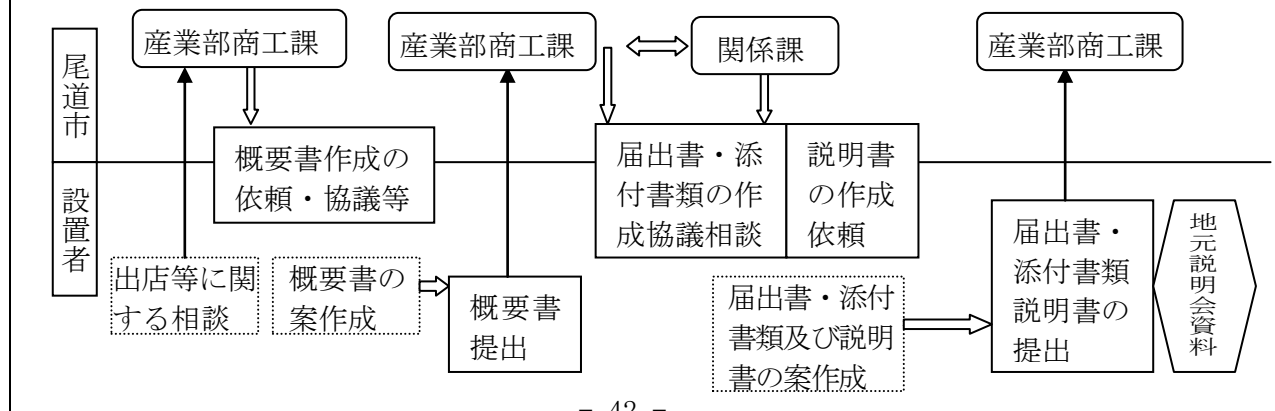 尾道市
設置者
産業部商工課
産業部商工課
関係課
産業部商工課
概要書作成の
依頼・協議等
届出書・添
付書類の作
成協議相談
説明書
の作成
依頼
出店等に関
する相談
概要書の
案作成
概要書
提出
届出書・添付
書類及び説明
書の案作成
届出書・
添付書類
説明書の
提出
地元説明会資料
- 42 -